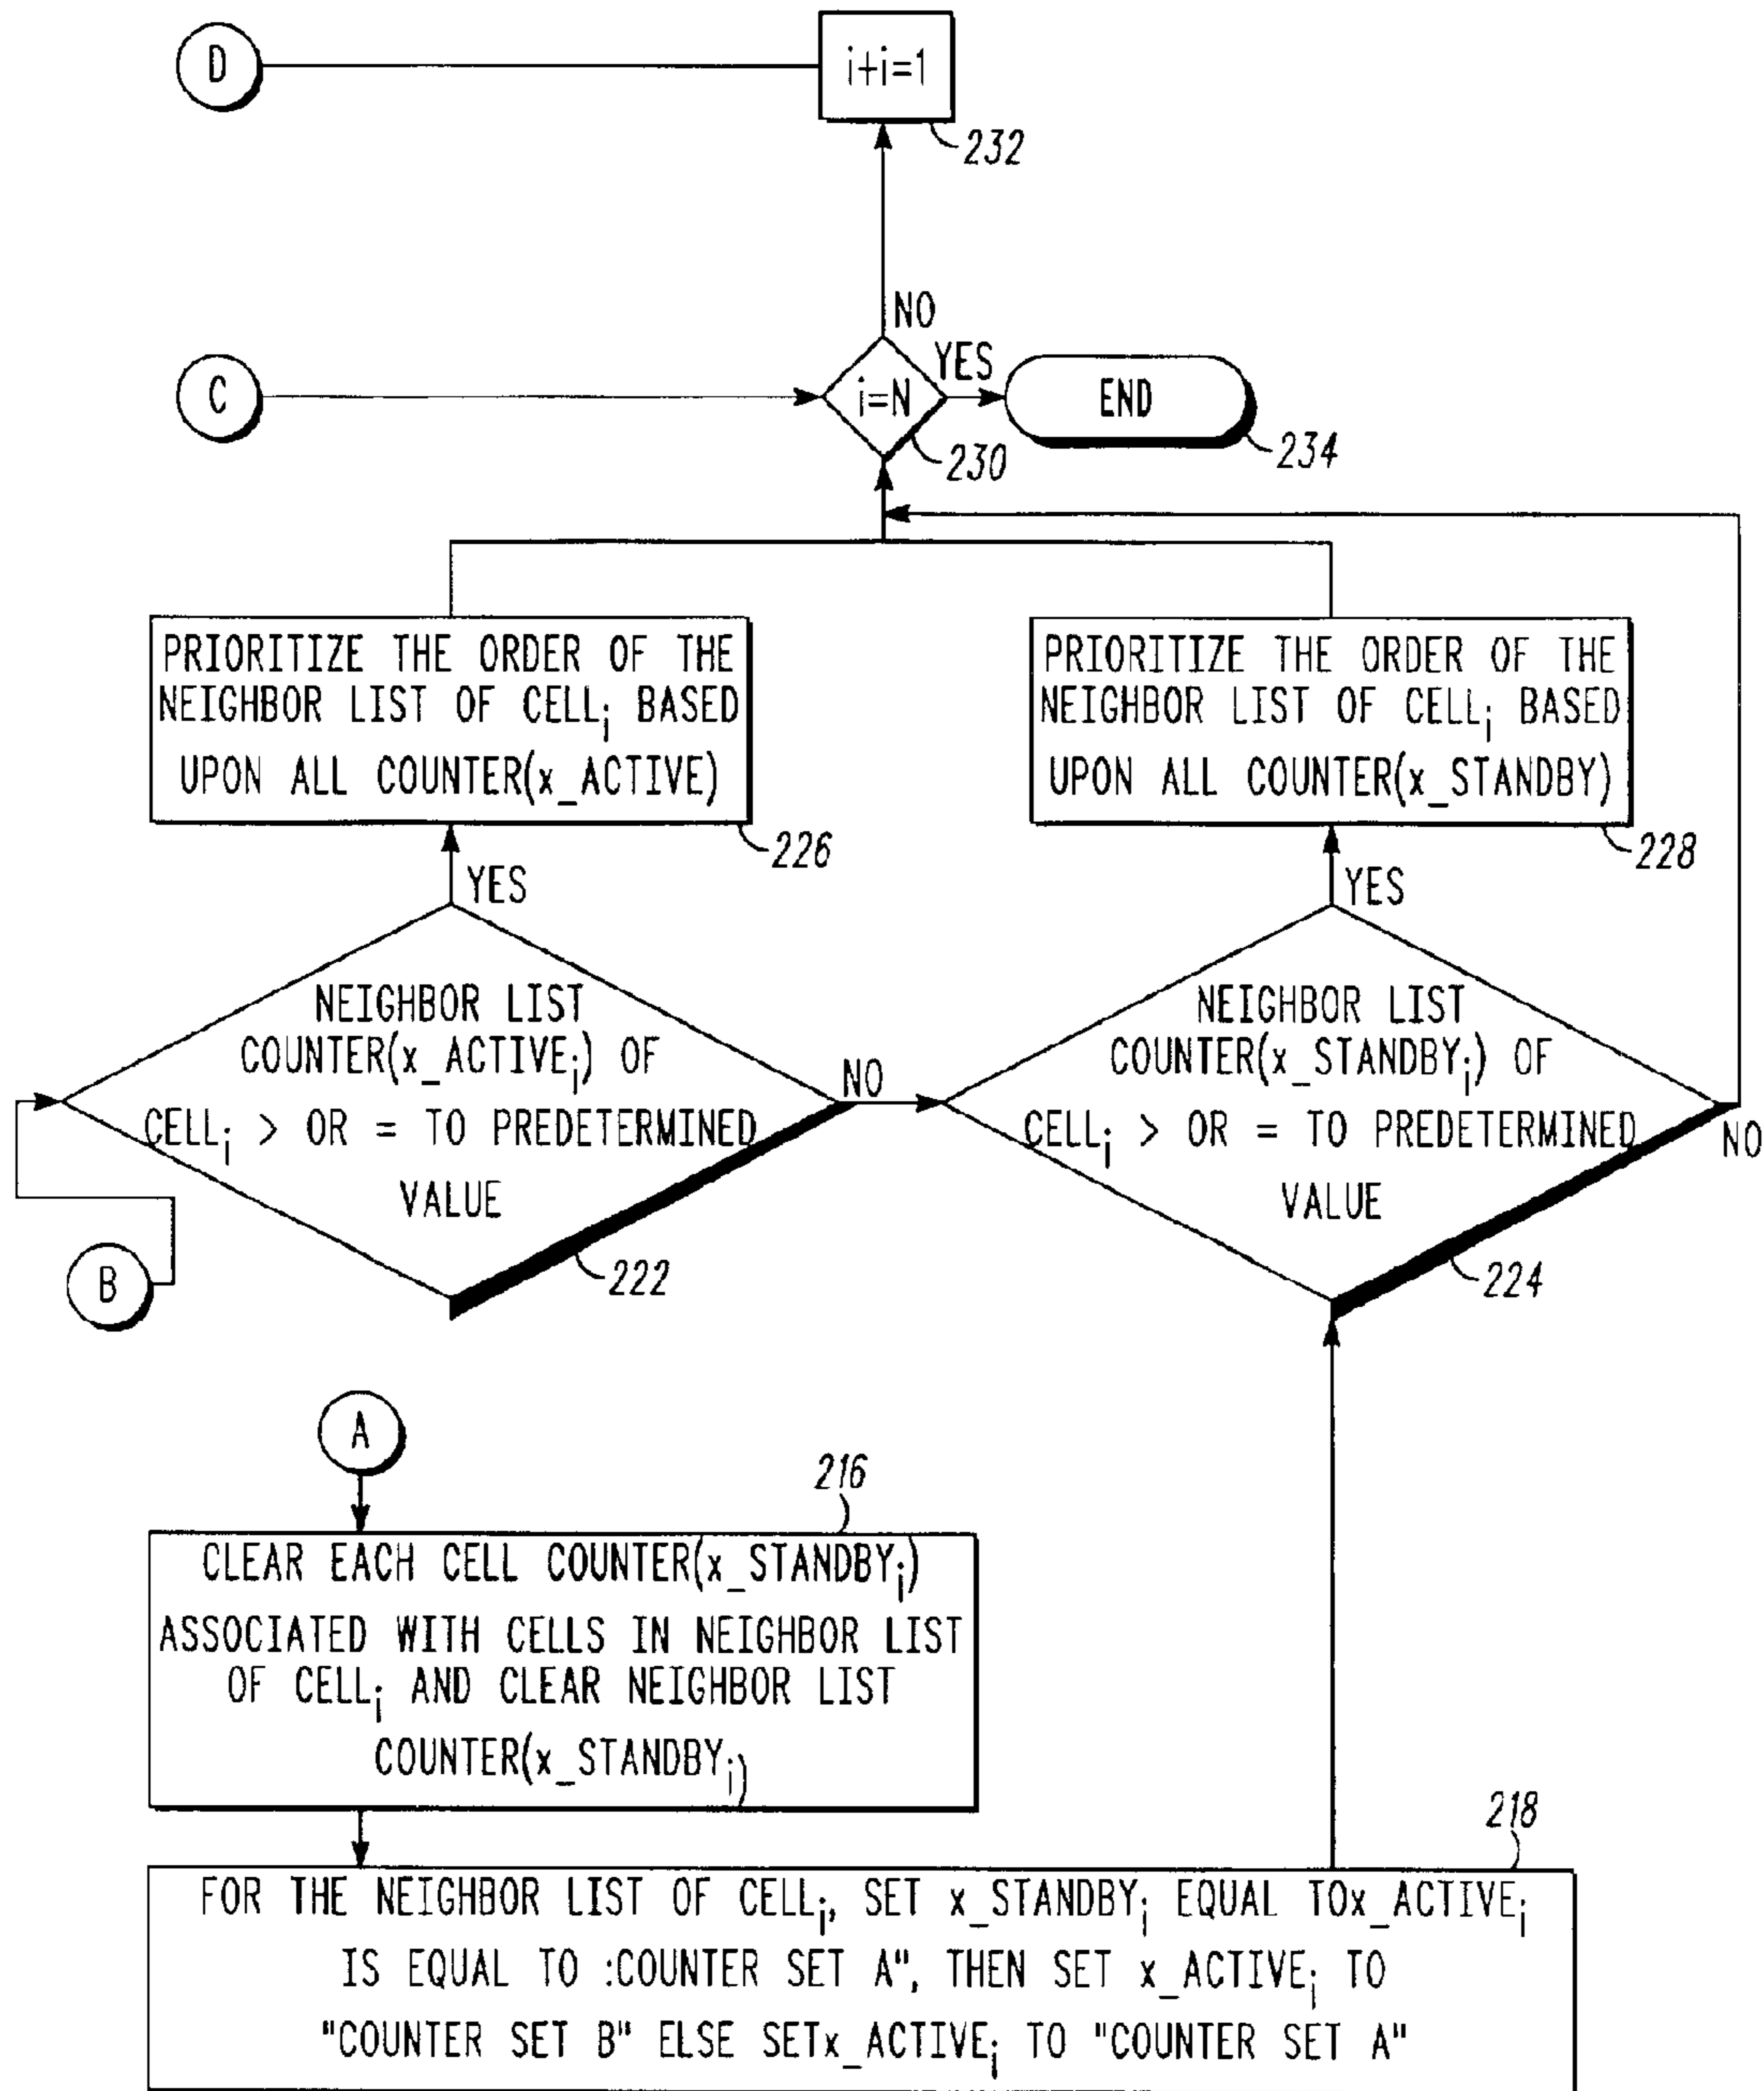 D
i+i=1
232
NO
C
i=N
YES
END
230
234
PRIORITIZE THE ORDER OF THE
NEIGHBOR LIST OF CELLi BASED
UPON ALL COUNTER(x_ACTIVE)
226
PRIORITIZE THE ORDER OF THE
NEIGHBOR LIST OF CELLi BASED
UPON ALL COUNTER(x_STANDBY)
228
YES
YES
NEIGHBOR LIST
COUNTER(x_ACTIVEi) OF
CELLi > OR = TO PREDETERMINED
VALUE
NO
222
NEIGHBOR LIST
COUNTER(x_STANDBYi) OF
CELLi > OR = TO PREDETERMINED
VALUE
NO
224
B
A
216
CLEAR EACH CELL COUNTER(x_STANDBYi)
ASSOCIATED WITH CELLS IN NEIGHBOR LIST
OF CELLi AND CLEAR NEIGHBOR LIST
COUNTER(x_STANDBYi)
218
FOR THE NEIGHBOR LIST OF CELLi, SET x_STANDBYi EQUAL TOx_ACTIVEi
IS EQUAL TO :COUNTER SET A", THEN SET x_ACTIVEi TO
"COUNTER SET B" ELSE SETx_ACTIVEi TO "COUNTER SET A"